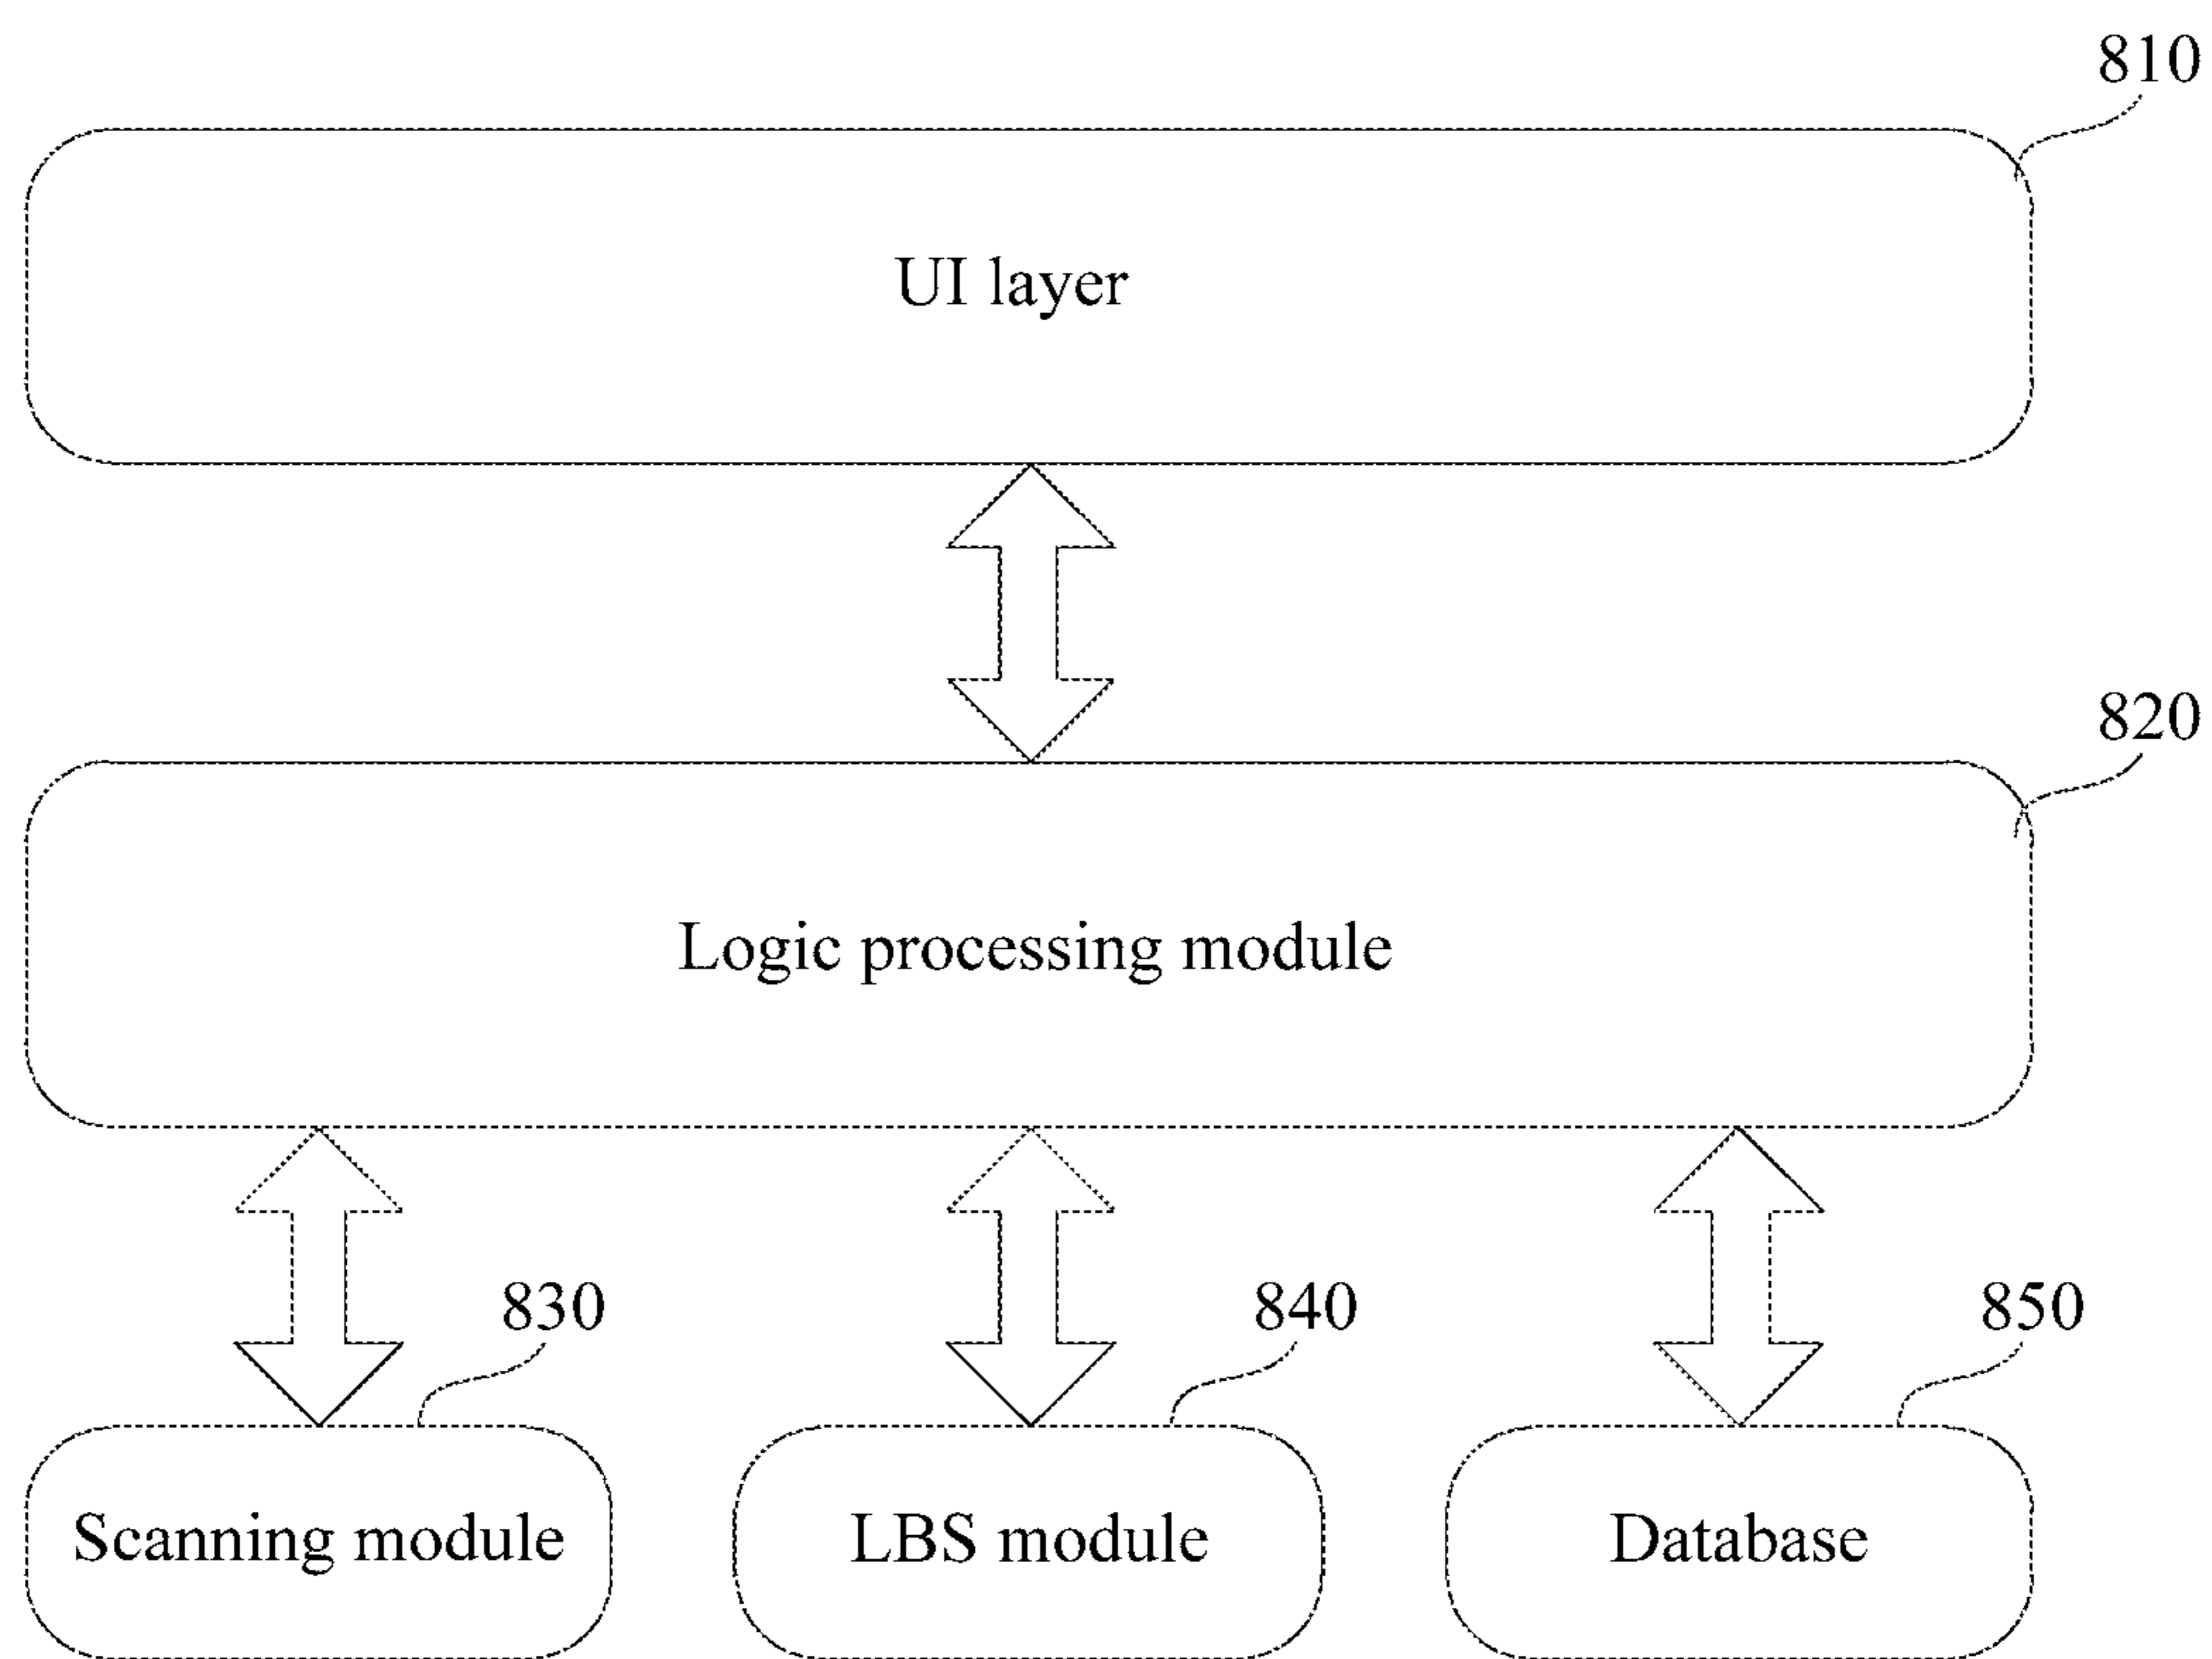 810
UI layer
820
Logic processing module
830
840
850
Scanning module
LBS module
Database